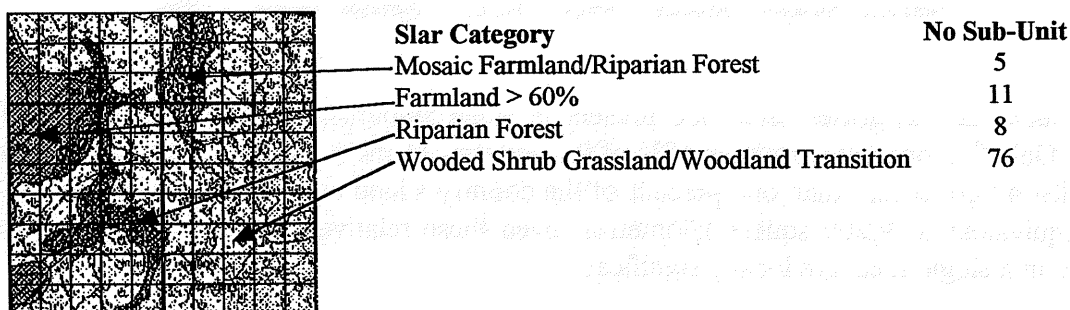 Slar Category No Sub-Unit
Mosaic Farmland/Riparian Forest 5
Farmland > 60% 11
Riparian Forest 8
Wooded Shrub Grassland/Woodland Transition 76